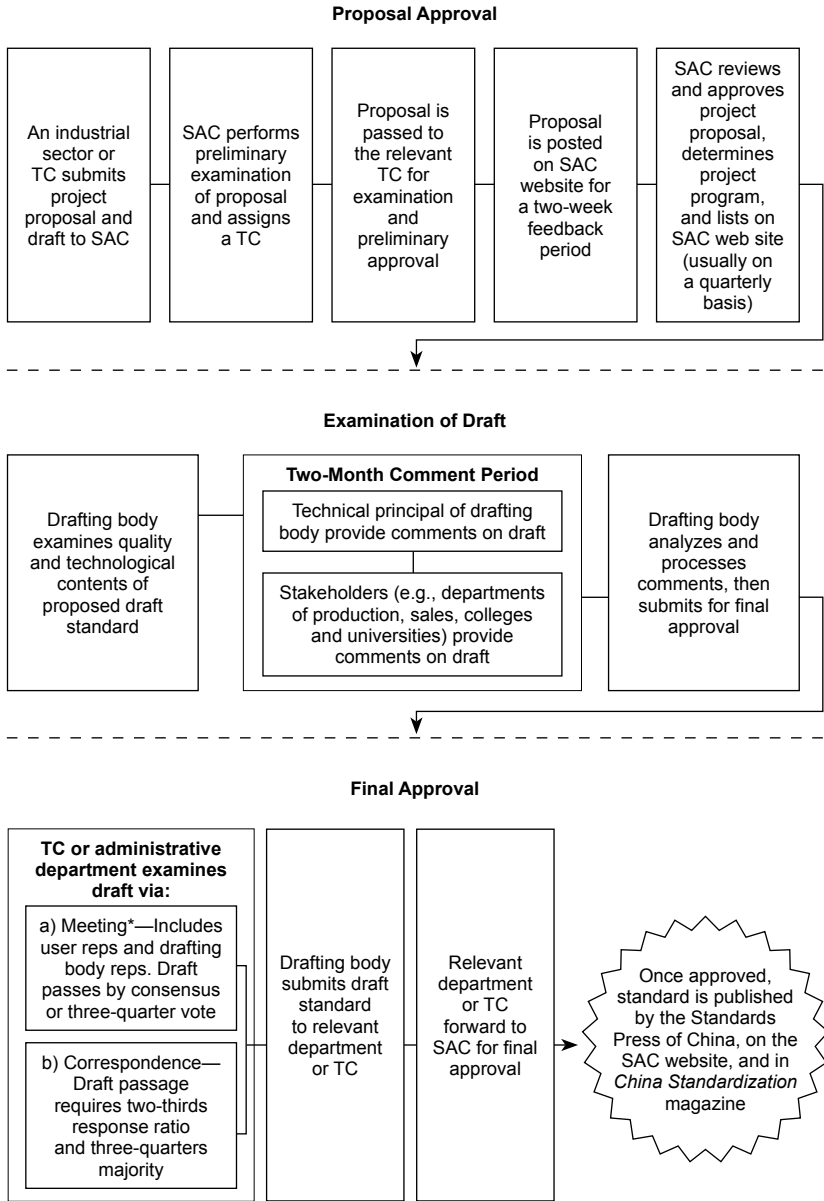 Proposal Approval
An industrial
sector or
TC submits
project
proposal and
draft to SAC
SAC performs
preliminary
examination
of proposal
and assigns
a TC
Proposal is
passed to
the relevant
TC for
examination
and
preliminary
approval
Proposal
is posted
on SAC
website for
a two-week
feedback
period
SAC reviews
and approves
project
proposal,
determines
project
program,
and lists on
SAC web site
(usually on
a quarterly
basis)
Examination of Draft
Drafting body
examines quality
and technological
contents of
proposed draft
standard
Two-Month Comment Period
Technical principal of drafting
body provide comments on draft
Stakeholders (e.g., departments
of production, sales, colleges
and universities) provide
comments on draft
Drafting body
analyzes and
processes
comments, then
submits for final
approval
Final Approval
TC or administrative
department examines
draft via:
a) Meeting*—Includes
user reps and drafting
body reps. Draft
passes by consensus
or three-quarter vote
b) Correspondence—
Draft passage
requires two-thirds
response ratio
and three-quarters
majority
Drafting body
submits draft
standard
to relevant
department
or TC
Relevant
department
or TC
forward to
SAC for final
approval
Once approved,
standard is published
by the Standards
Press of China, on
the SAC website, and in
China Standardization
magazine